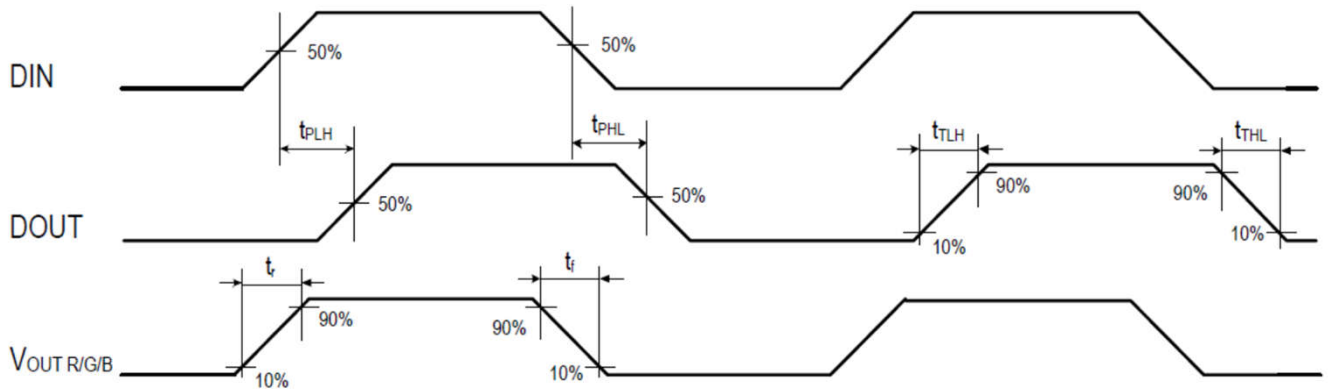 50%
50%
DIN
tPLH
tPHL
tTLH
tTHL
50%
50%
90%
90%
DOUT
10%
10%
tr
tf
90%
90%
VOUT R/G/B
10%
10%